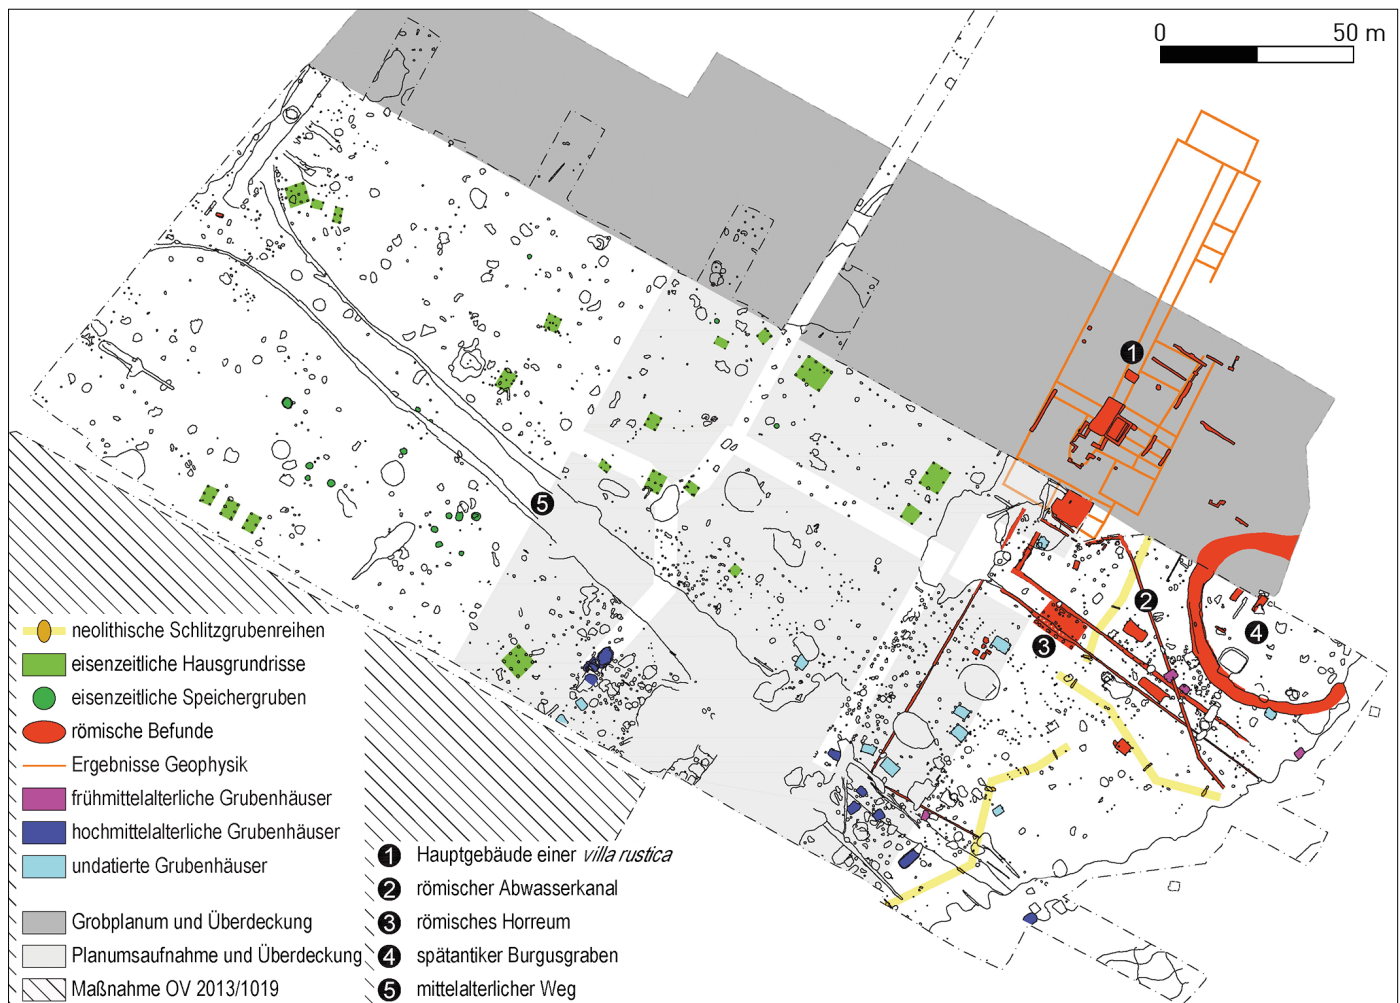 0 50 m
1
5
2
3
4
neolithische Schlitzgrubenreihen
eisenzeitliche Hausgrundrisse
eisenzeitliche Speichergruben
römische Befunde
Ergebnisse Geophysik
frühmittelalterliche Grubenhäuser
hochmittelalterliche Grubenhäuser
undatierte Grubenhäuser
Grobplanum und Überdeckung
Planumsaufnahme und Überdeckung
Maßnahme OV 2013/1019
1 Hauptgebäude einer villa rustica
2 römischer Abwasserkanal
3 römisches Horreum
4 spätantiker Burgusgraben
5 mittelalterlicher Weg